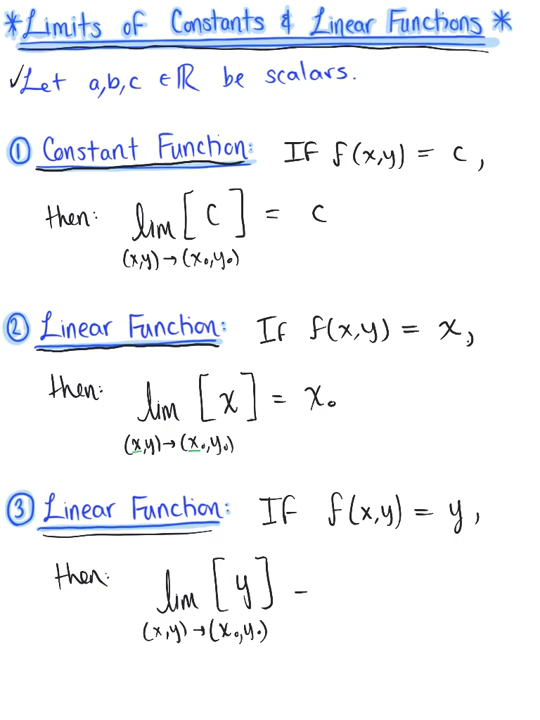 *Limits of Constants & Linear Functions*
✓Let a,b,c ∈ ℝ be scalars.
① Constant Function: IF f(x,y) = c,
then: lim [c] = c
(x,y)→(x₀,y₀)
② Linear Function: If f(x,y) = x,
then: lim [x] = x₀
(x,y)→(x₀,y₀)
③ Linear Function: IF f(x,y) = y,
then: lim [y] –
(x,y)→(x₀,y₀)